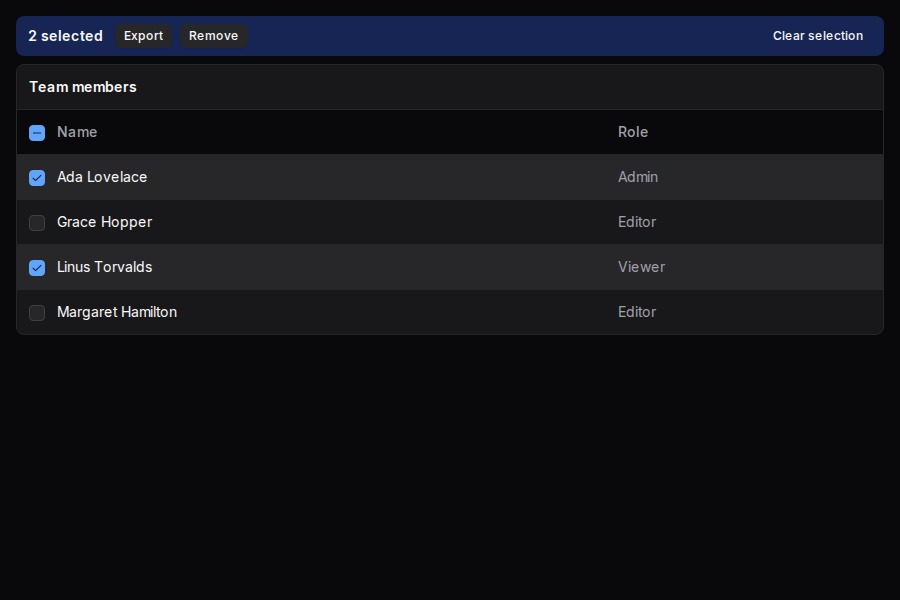 2 selected Export Remove Clear selection
Team members
Name Role
Ada Lovelace Admin
Grace Hopper Editor
Linus Torvalds Viewer
Margaret Hamilton Editor